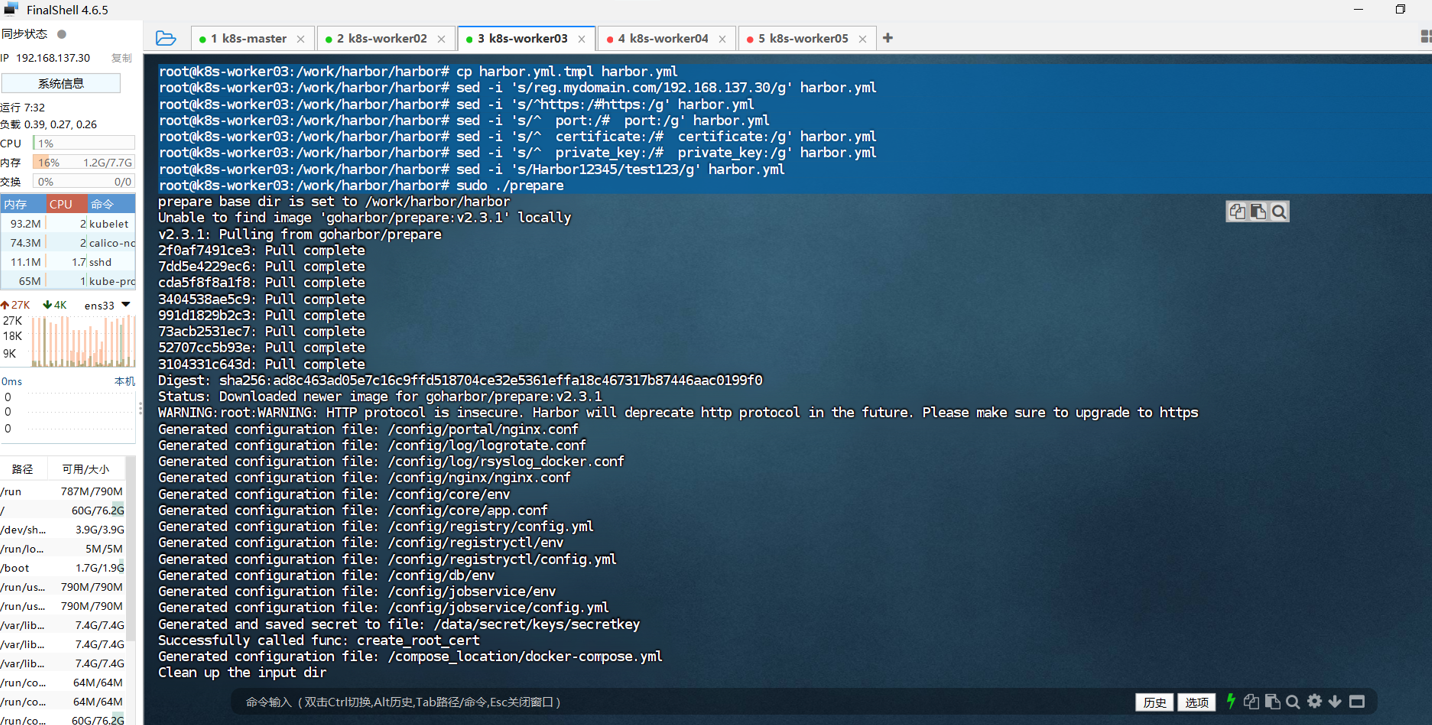 FinalShell 4.6.5
同步状态
IP 192.168.137.30 复制
系统信息
运行 7:32
负载 0.39, 0.27, 0.26
CPU 1%
内存 16% 1.2G/7.7G
交换 0% 0/0
内存 CPU 命令
93.2M 2 kubelet
74.3M 2 calico-no
11.1M 1.7 sshd
65M 1 kube-pro
27K 4K ens33
27K
18K
9K
0ms 本机
0
0
0
路径 可用/大小
/run 787M/790M
/ 60G/76.2G
/dev/sh... 3.9G/3.9G
/run/lo... 5M/5M
/boot 1.7G/1.9G
/run/us... 790M/790M
/run/us... 790M/790M
/var/lib... 7.4G/7.4G
/var/lib... 7.4G/7.4G
/var/lib... 7.4G/7.4G
/run/co... 64M/64M
/run/co... 64M/64M
/run/co... 60G/76.2G
1 k8s-master
2 k8s-worker02
3 k8s-worker03
4 k8s-worker04
5 k8s-worker05
root@k8s-worker03:/work/harbor/harbor# cp harbor.yml.tmpl harbor.yml
root@k8s-worker03:/work/harbor/harbor# sed -i 's/reg.mydomain.com/192.168.137.30/g' harbor.yml
root@k8s-worker03:/work/harbor/harbor# sed -i 's/^https:/#https:/g' harbor.yml
root@k8s-worker03:/work/harbor/harbor# sed -i 's/^  port:/#  port:/g' harbor.yml
root@k8s-worker03:/work/harbor/harbor# sed -i 's/^  certificate:/#  certificate:/g' harbor.yml
root@k8s-worker03:/work/harbor/harbor# sed -i 's/^  private_key:/#  private_key:/g' harbor.yml
root@k8s-worker03:/work/harbor/harbor# sed -i 's/Harbor12345/test123/g' harbor.yml
root@k8s-worker03:/work/harbor/harbor# sudo ./prepare
prepare base dir is set to /work/harbor/harbor
Unable to find image 'goharbor/prepare:v2.3.1' locally
v2.3.1: Pulling from goharbor/prepare
2f0af7491ce3: Pull complete
7dd5e4229ec6: Pull complete
cda5f8f8a1f8: Pull complete
3404538ae5c9: Pull complete
991d1829b2c3: Pull complete
73acb2531ec7: Pull complete
52707cc5b93e: Pull complete
3104331c643d: Pull complete
Digest: sha256:ad8c463ad05e7c16c9ffd518704ce32e5361effa18c467317b87446aac0199f0
Status: Downloaded newer image for goharbor/prepare:v2.3.1
WARNING:root:WARNING: HTTP protocol is insecure. Harbor will deprecate http protocol in the future. Please make sure to upgrade to https
Generated configuration file: /config/portal/nginx.conf
Generated configuration file: /config/log/logrotate.conf
Generated configuration file: /config/log/rsyslog_docker.conf
Generated configuration file: /config/nginx/nginx.conf
Generated configuration file: /config/core/env
Generated configuration file: /config/core/app.conf
Generated configuration file: /config/registry/config.yml
Generated configuration file: /config/registryctl/env
Generated configuration file: /config/registryctl/config.yml
Generated configuration file: /config/db/env
Generated configuration file: /config/jobservice/env
Generated configuration file: /config/jobservice/config.yml
Generated and saved secret to file: /data/secret/keys/secretkey
Successfully called func: create_root_cert
Generated configuration file: /compose_location/docker-compose.yml
Clean up the input dir
命令输入（双击Ctrl切换,Alt历史,Tab路径/命令,Esc关闭窗口） 历史 选项